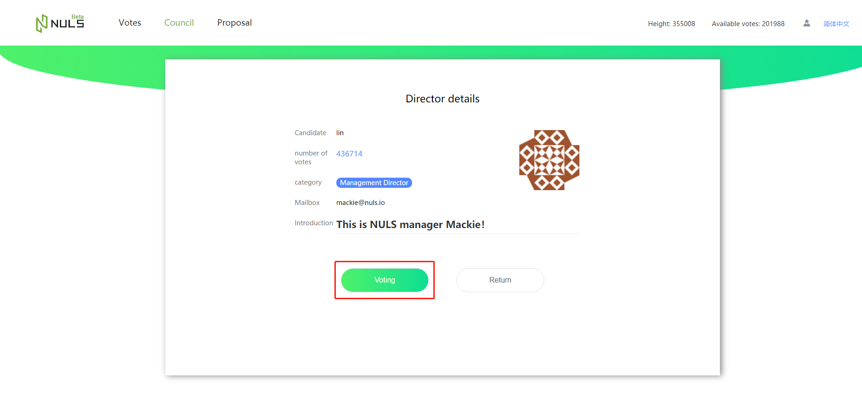 NULS Beta
Votes Council Proposal
Height: 355008 Available votes: 201988 简体中文
Director details
Candidate lin
number of votes 436714
category Management Director
Mailbox mackie@nuls.io
Introduction This is NULS manager Mackie!
Voting Return